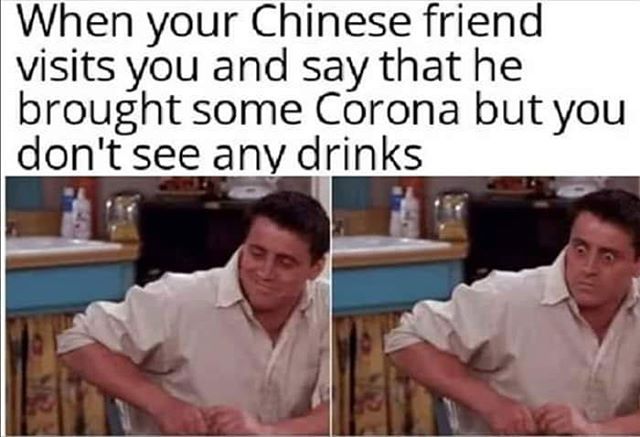 When your Chinese friend
visits you and say that he
brought some Corona but you
don't see any drinks